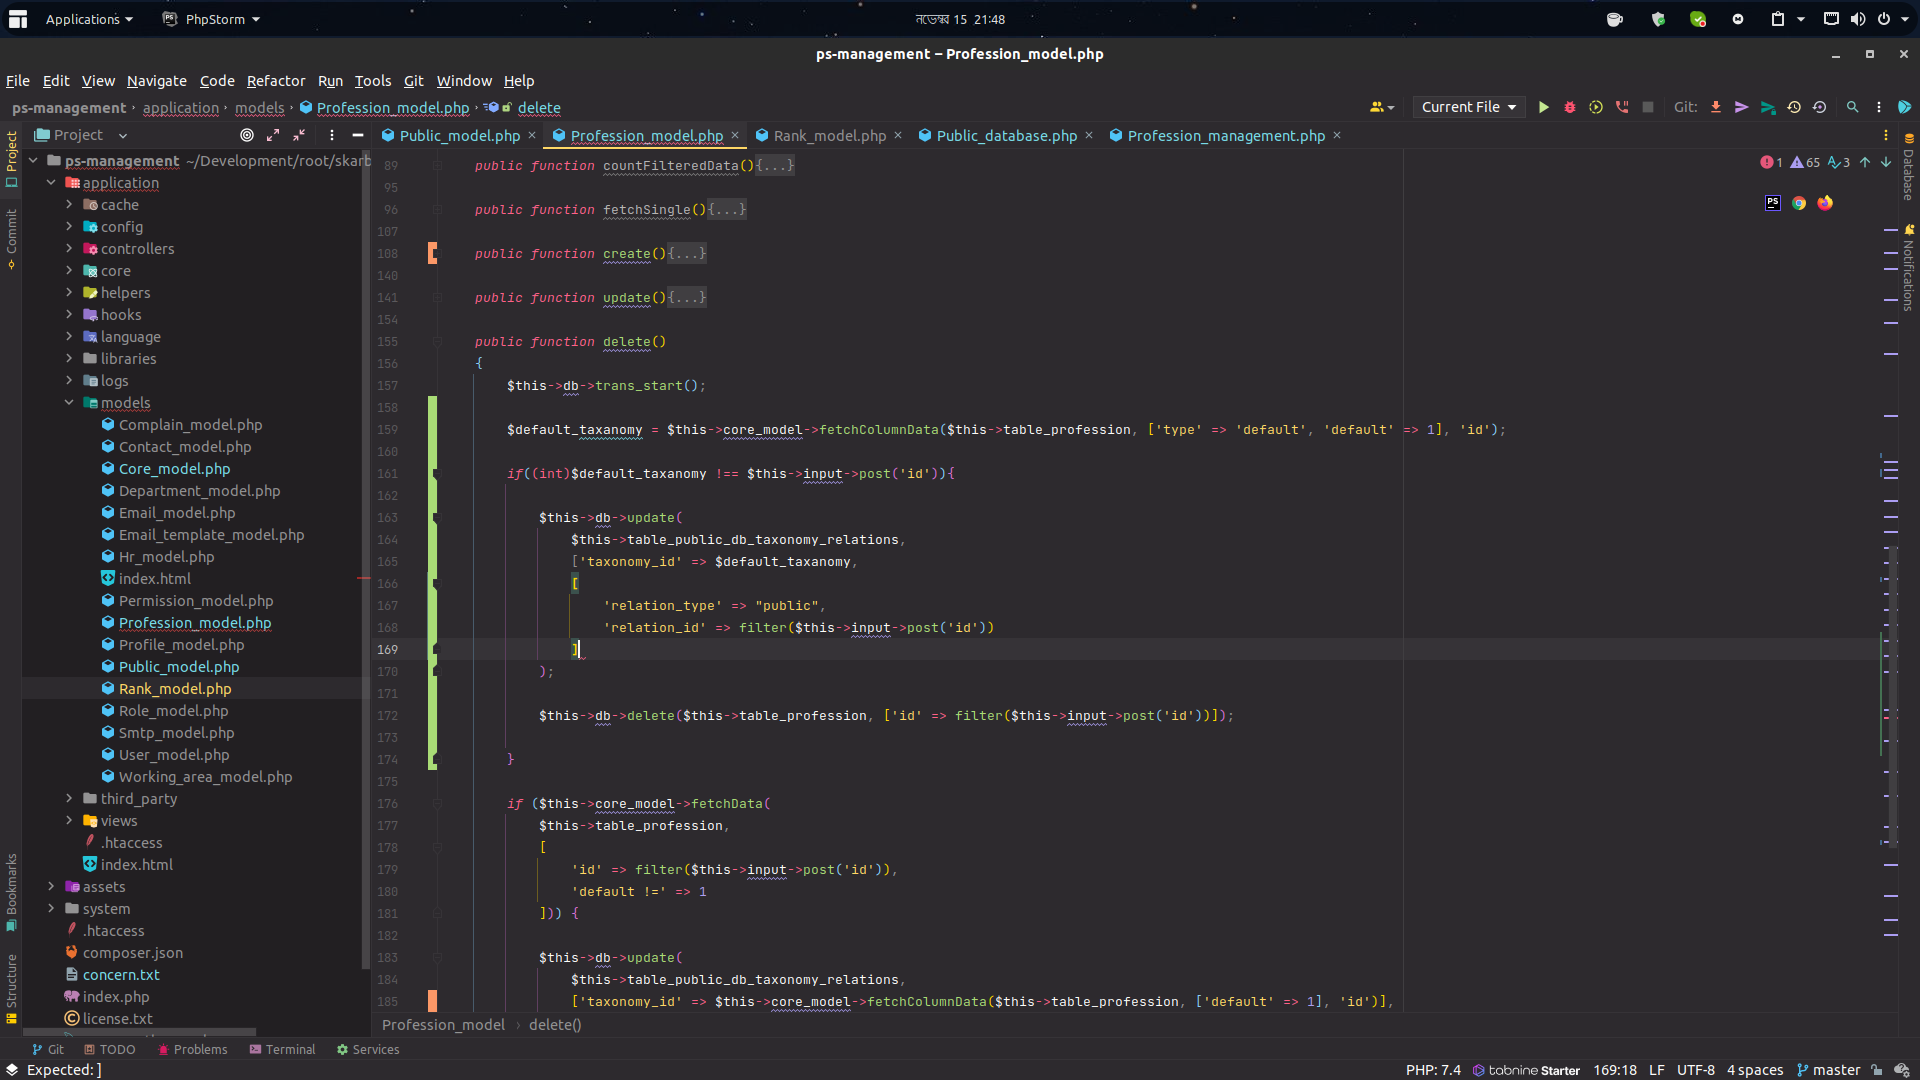 Applications
PhpStorm
নভেম্বর 15 21:48
ps-management – Profession_model.php
File Edit View Navigate Code Refactor Run Tools Git Window Help
ps-management › application › models › Profession_model.php › delete
Current File
Git:
Project
Public_model.php
Profession_model.php
Rank_model.php
Public_database.php
Profession_management.php
Project
Commit
Bookmarks
Structure
Database
Notifications
ps-management ~/Development/root/skarb
application
cache
config
controllers
core
helpers
hooks
language
libraries
logs
models
Complain_model.php
Contact_model.php
Core_model.php
Department_model.php
Email_model.php
Email_template_model.php
Hr_model.php
index.html
Permission_model.php
Profession_model.php
Profile_model.php
Public_model.php
Rank_model.php
Role_model.php
Smtp_model.php
User_model.php
Working_area_model.php
third_party
views
.htaccess
index.html
assets
system
.htaccess
composer.json
concern.txt
index.php
license.txt
1 65 3
PS
89 public function countFilteredData(){...}
95
96 public function fetchSingle(){...}
107
108 public function create(){...}
140
141 public function update(){...}
154
155 public function delete()
156 {
157 $this->db->trans_start();
158
159 $default_taxanomy = $this->core_model->fetchColumnData($this->table_profession, ['type' => 'default', 'default' => 1], 'id');
160
161 if((int)$default_taxanomy !== $this->input->post('id')){
162
163 $this->db->update(
164 $this->table_public_db_taxonomy_relations,
165 ['taxonomy_id' => $default_taxanomy,
166 [
167 'relation_type' => "public",
168 'relation_id' => filter($this->input->post('id'))
169 ]
170 );
171
172 $this->db->delete($this->table_profession, ['id' => filter($this->input->post('id'))]);
173
174 }
175
176 if ($this->core_model->fetchData(
177 $this->table_profession,
178 [
179 'id' => filter($this->input->post('id')),
180 'default !=' => 1
181 ])) {
182
183 $this->db->update(
184 $this->table_public_db_taxonomy_relations,
185 ['taxonomy_id' => $this->core_model->fetchColumnData($this->table_profession, ['default' => 1], 'id')],
Profession_model › delete()
Git TODO Problems Terminal Services
Expected: ]
PHP: 7.4 tabnine Starter 169:18 LF UTF-8 4 spaces master